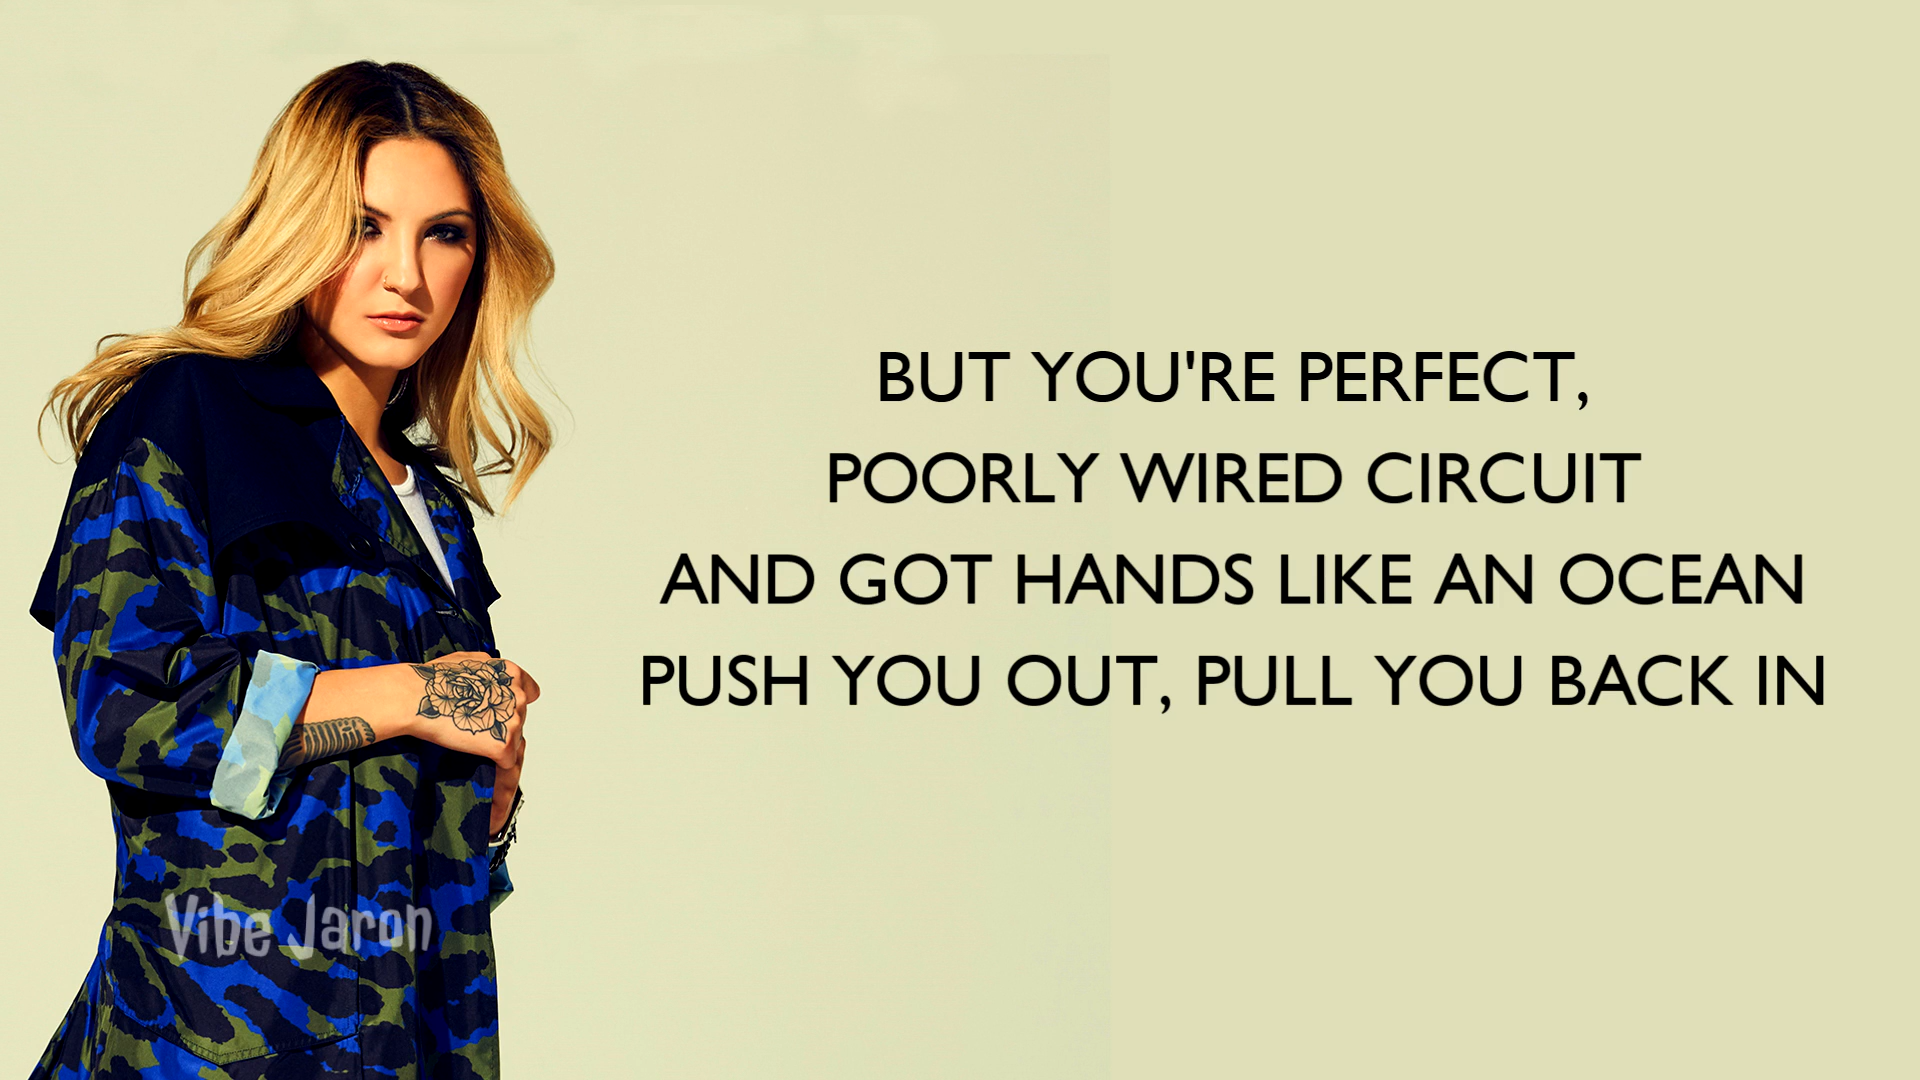 BUT YOU'RE PERFECT,
POORLY WIRED CIRCUIT
AND GOT HANDS LIKE AN OCEAN
PUSH YOU OUT, PULL YOU BACK IN
Vibe Jaron